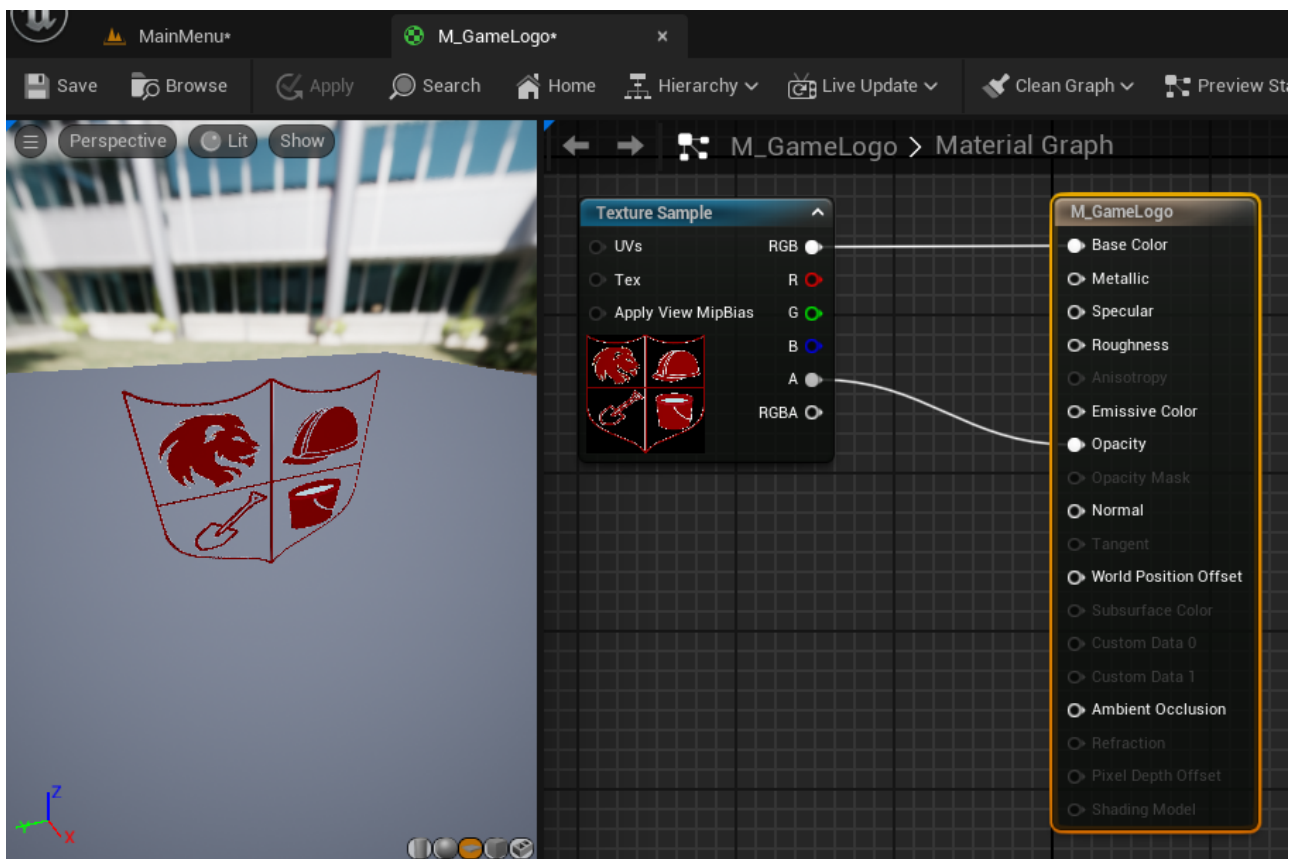 MainMenu*
M_GameLogo*
Save Browse Apply Search Home Hierarchy Live Update Clean Graph Preview Sta
Perspective Lit Show
M_GameLogo > Material Graph
Texture Sample
UVs RGB
Tex R
Apply View MipBias G
B
A
RGBA
M_GameLogo
Base Color
Metallic
Specular
Roughness
Anisotropy
Emissive Color
Opacity
Opacity Mask
Normal
Tangent
World Position Offset
Subsurface Color
Custom Data 0
Custom Data 1
Ambient Occlusion
Refraction
Pixel Depth Offset
Shading Model
Z
Y
X